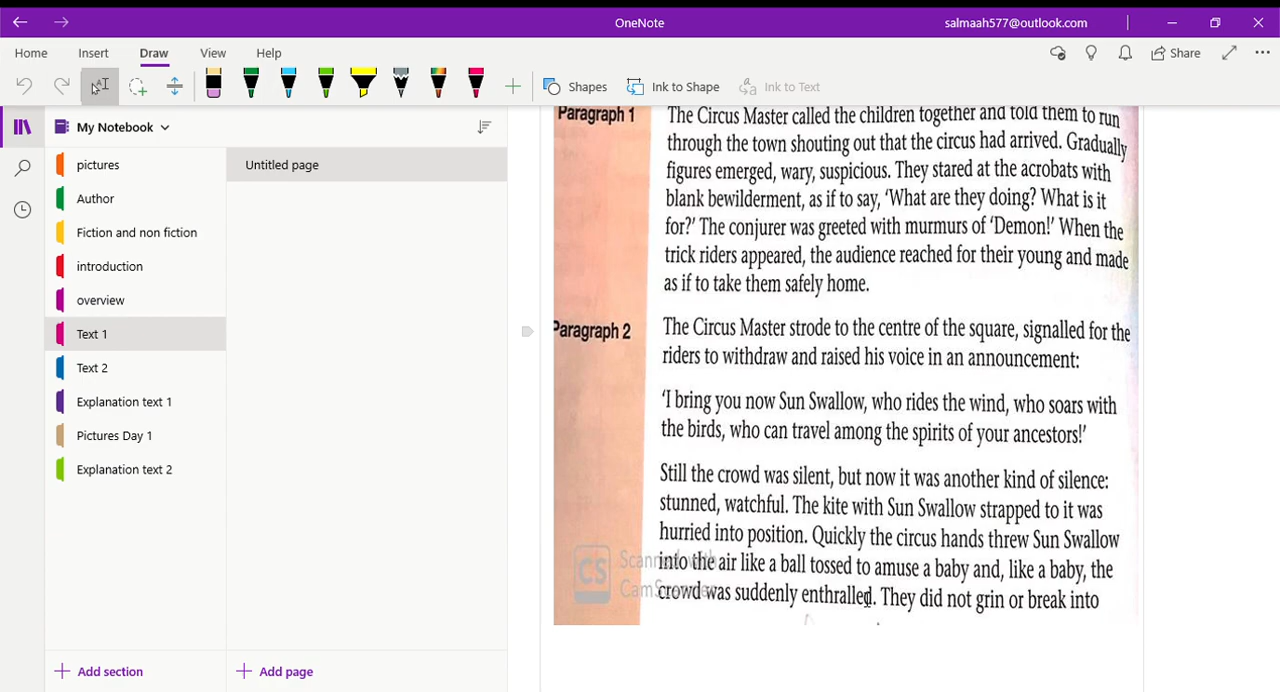 OneNote
salmaah577@outlook.com
Home Insert Draw View Help
Share
Shapes Ink to Shape Ink to Text
My Notebook
pictures
Author
Fiction and non fiction
introduction
overview
Text 1
Text 2
Explanation text 1
Pictures Day 1
Explanation text 2
Add section
Untitled page
Add page
Paragraph 1
The Circus Master called the children together and told them to run
through the town shouting out that the circus had arrived. Gradually
figures emerged, wary, suspicious. They stared at the acrobats with
blank bewilderment, as if to say, ‘What are they doing? What is it
for?’ The conjurer was greeted with murmurs of ‘Demon!’ When the
trick riders appeared, the audience reached for their young and made
as if to take them safely home.
Paragraph 2
The Circus Master strode to the centre of the square, signalled for the
riders to withdraw and raised his voice in an announcement:
‘I bring you now Sun Swallow, who rides the wind, who soars with
the birds, who can travel among the spirits of your ancestors!’
Still the crowd was silent, but now it was another kind of silence:
stunned, watchful. The kite with Sun Swallow strapped to it was
hurried into position. Quickly the circus hands threw Sun Swallow
into the air like a ball tossed to amuse a baby and, like a baby, the
crowd was suddenly enthralled. They did not grin or break into
CS
Scanned with
CamScanner